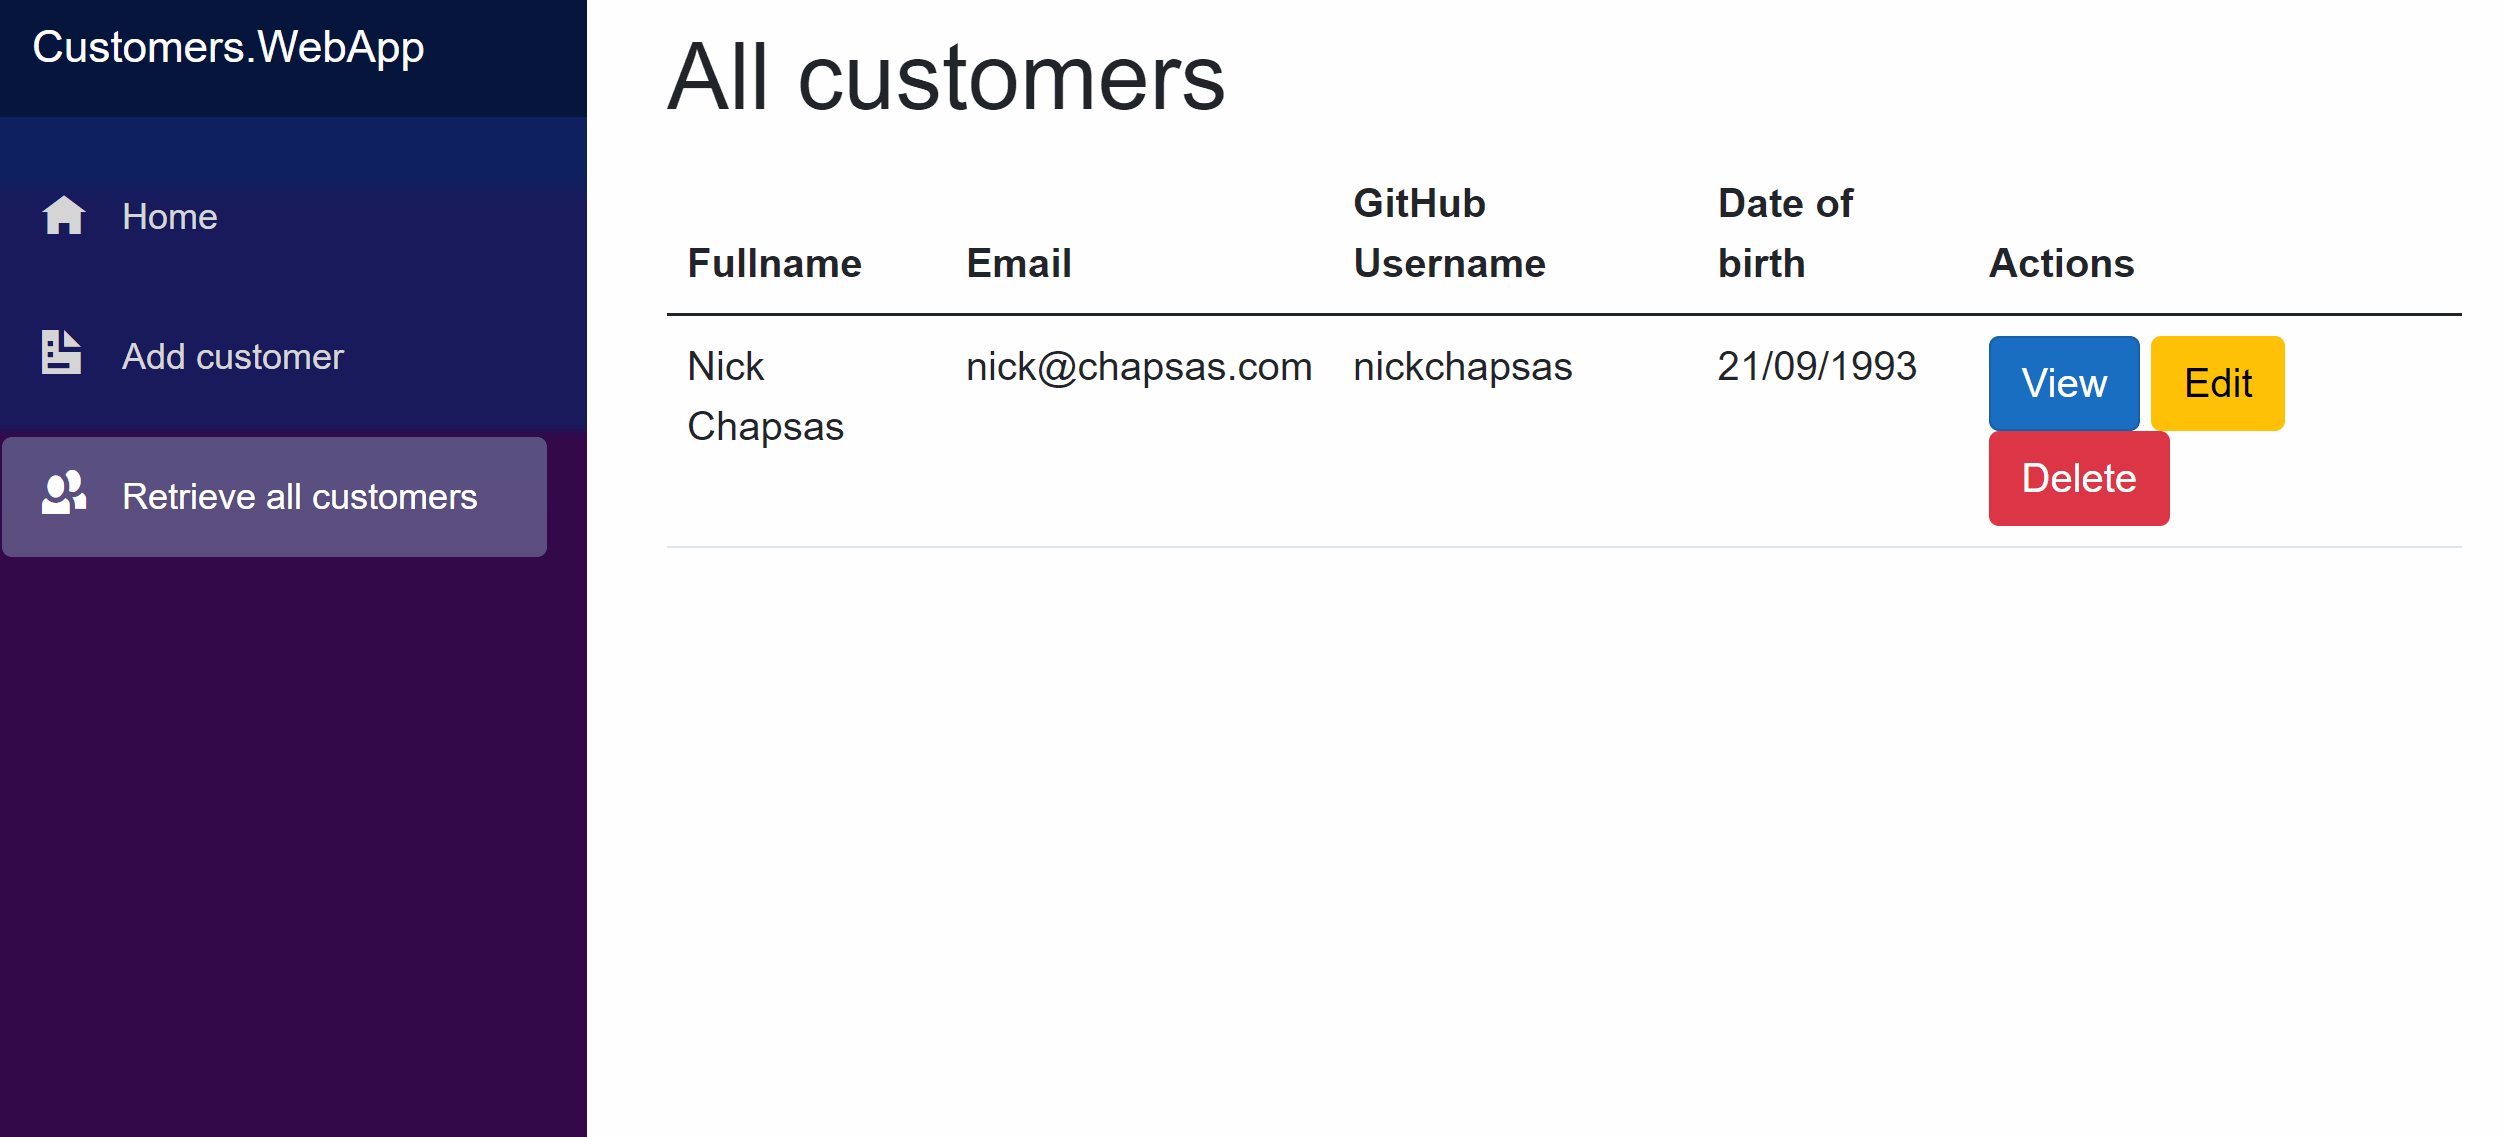 Customers.WebApp
Home
Add customer
Retrieve all customers
All customers
Fullname Email GitHub Username Date of birth Actions
Nick Chapsas nick@chapsas.com nickchapsas 21/09/1993 View Edit
Delete